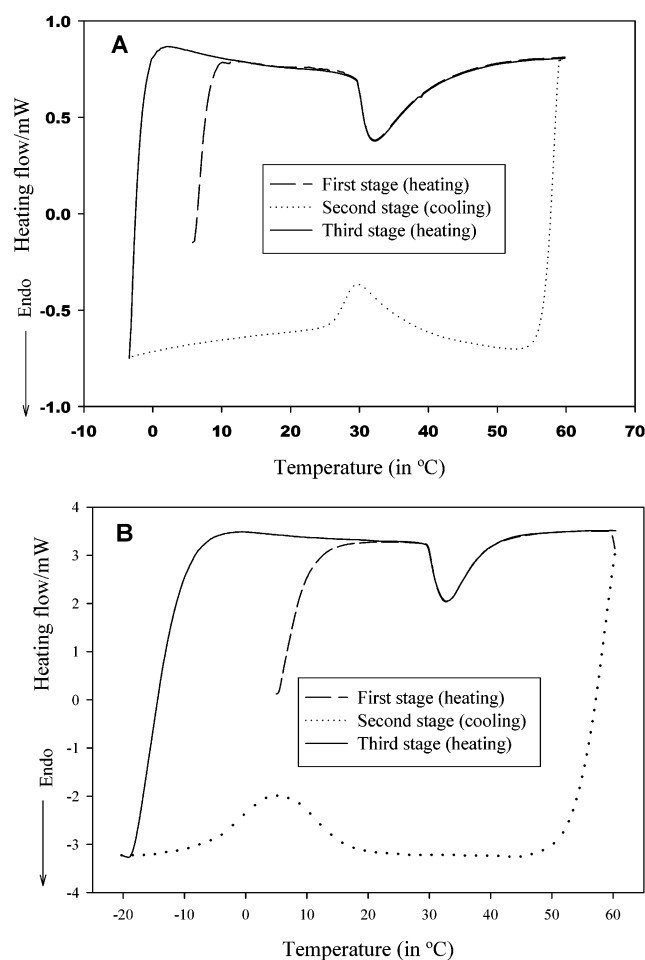 A
1.0
0.5
0.0
-0.5
-1.0
Heating flow/mW
Endo
First stage (heating)
Second stage (cooling)
Third stage (heating)
-10 0 10 20 30 40 50 60 70
Temperature (in ºC)
B
4
3
2
1
0
-1
-2
-3
-4
Heating flow/mW
Endo
First stage (heating)
Second stage (cooling)
Third stage (heating)
-20 -10 0 10 20 30 40 50 60
Temperature (in ºC)